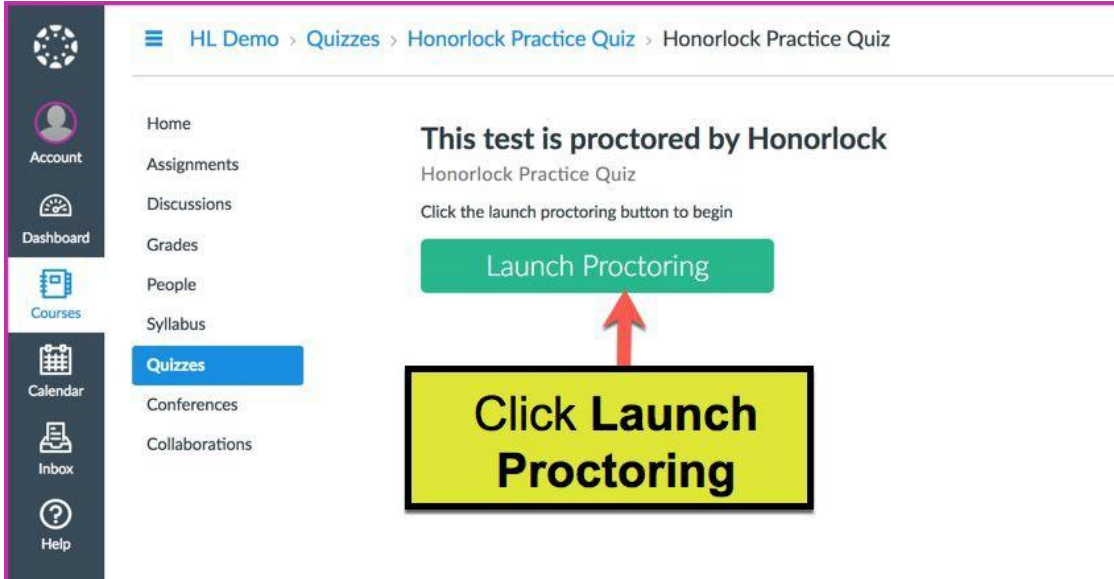 HL Demo > Quizzes > Honorlock Practice Quiz > Honorlock Practice Quiz
Account
Dashboard
Courses
Calendar
Inbox
Help
Home
Assignments
Discussions
Grades
People
Syllabus
Quizzes
Conferences
Collaborations
This test is proctored by Honorlock
Honorlock Practice Quiz
Click the launch proctoring button to begin
Launch Proctoring
Click Launch
Proctoring